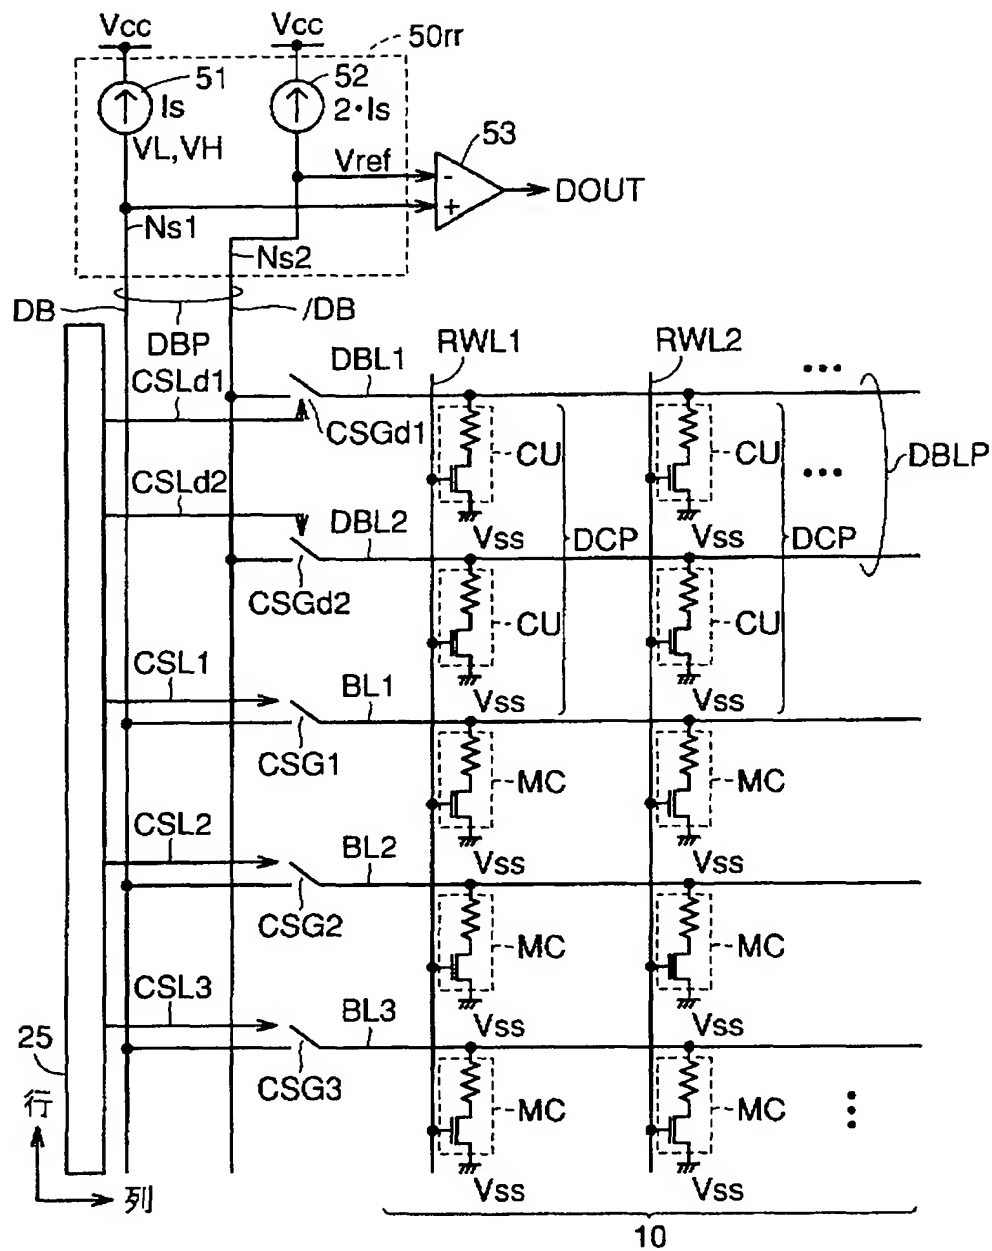 Vcc Vcc
50rr
51 52
Is 2·Is
VL,VH
53
Vref
-
DOUT
+
Ns1
Ns2
DB /DB
DBP
RWL1 RWL2
CSLd1 DBL1 •••
CSGd1
CU CU DBLP
CSLd2 •••
DBL2 Vss DCP Vss DCP
CSGd2
CU CU
CSL1 BL1 Vss Vss
CSG1
MC MC
CSL2 BL2 Vss Vss
CSG2
MC MC
CSL3 BL3 Vss Vss
25
CSG3
MC MC
行
列
Vss Vss
10